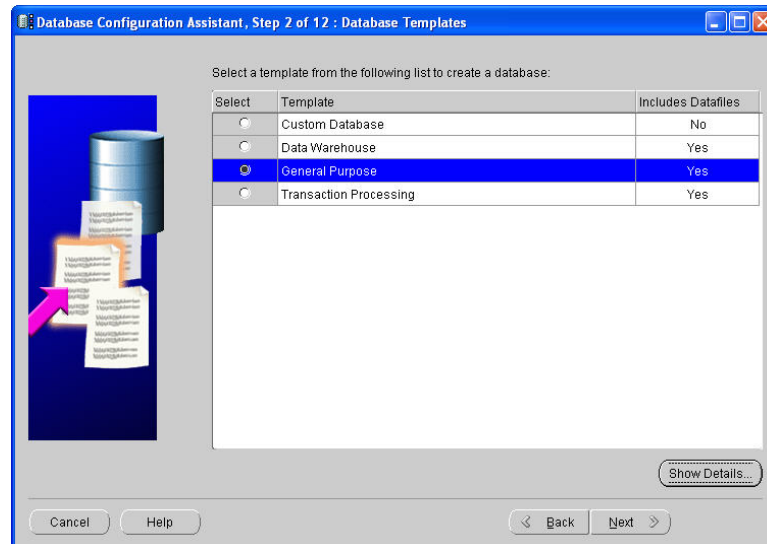 Database Configuration Assistant, Step 2 of 12 : Database Templates
Select a template from the following list to create a database:
Select Template Includes Datafiles
Custom Database No
Data Warehouse Yes
General Purpose Yes
Transaction Processing Yes
Show Details...
Cancel Help Back Next